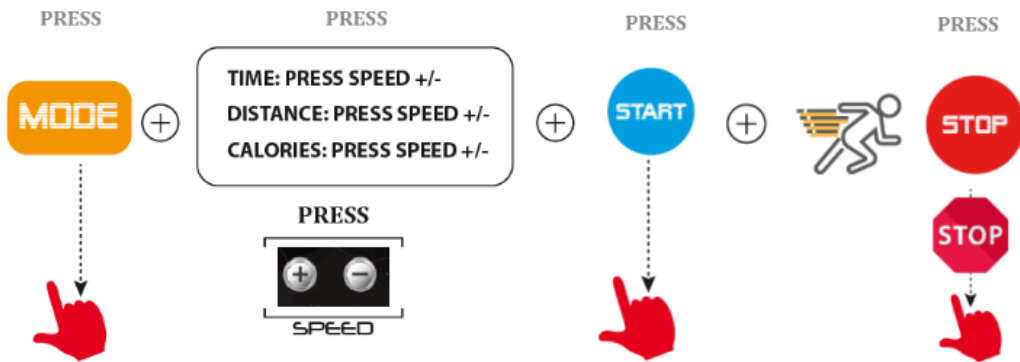 PRESS
PRESS
PRESS
PRESS
MODE
TIME: PRESS SPEED +/-
DISTANCE: PRESS SPEED +/-
CALORIES: PRESS SPEED +/-
START
STOP
PRESS
STOP
+ −
SPEED